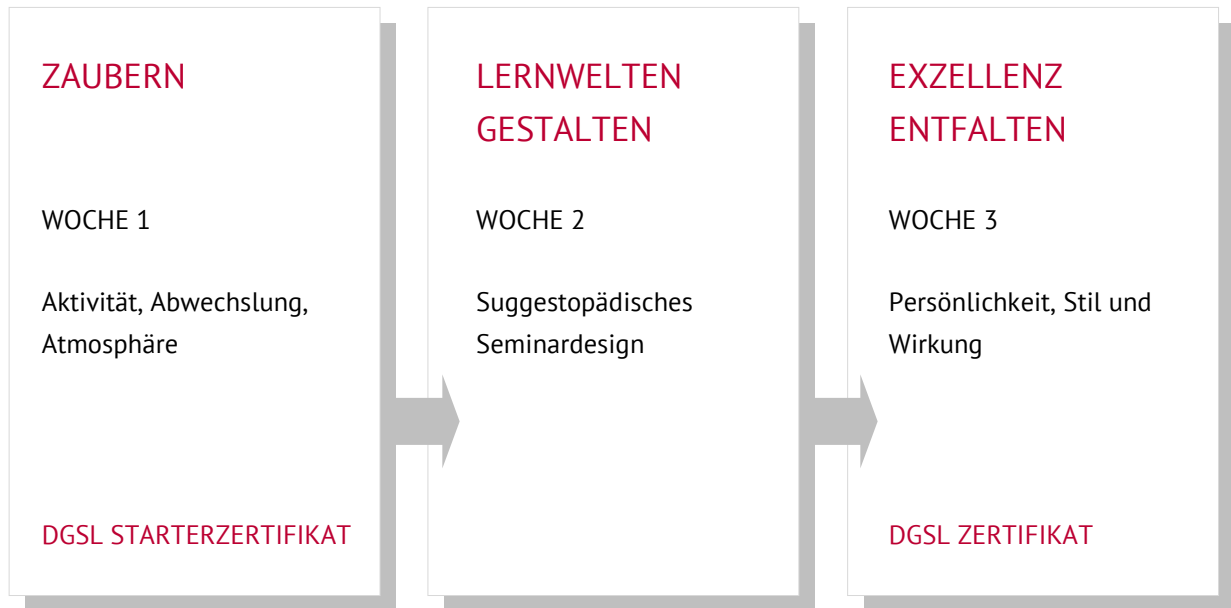 ZAUBERN
WOCHE 1
Aktivität, Abwechslung,
Atmosphäre
DGSL STARTERZERTIFIKAT
LERNWELTEN
GESTALTEN
WOCHE 2
Suggestopädisches
Seminardesign
EXZELLENZ
ENTFALTEN
WOCHE 3
Persönlichkeit, Stil und
Wirkung
DGSL ZERTIFIKAT